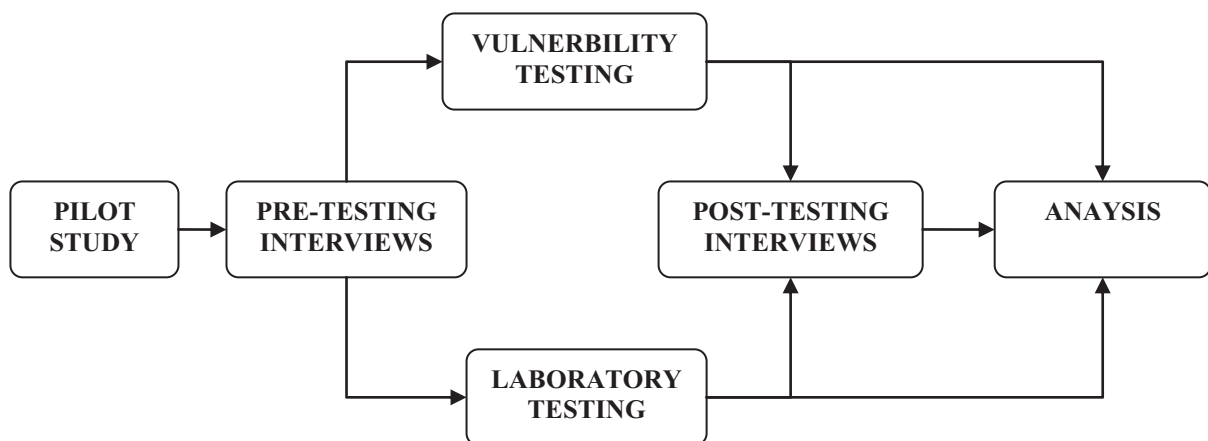 VULNERBILITY
TESTING
PILOT
STUDY
PRE-TESTING
INTERVIEWS
POST-TESTING
INTERVIEWS
ANAYSIS
LABORATORY
TESTING